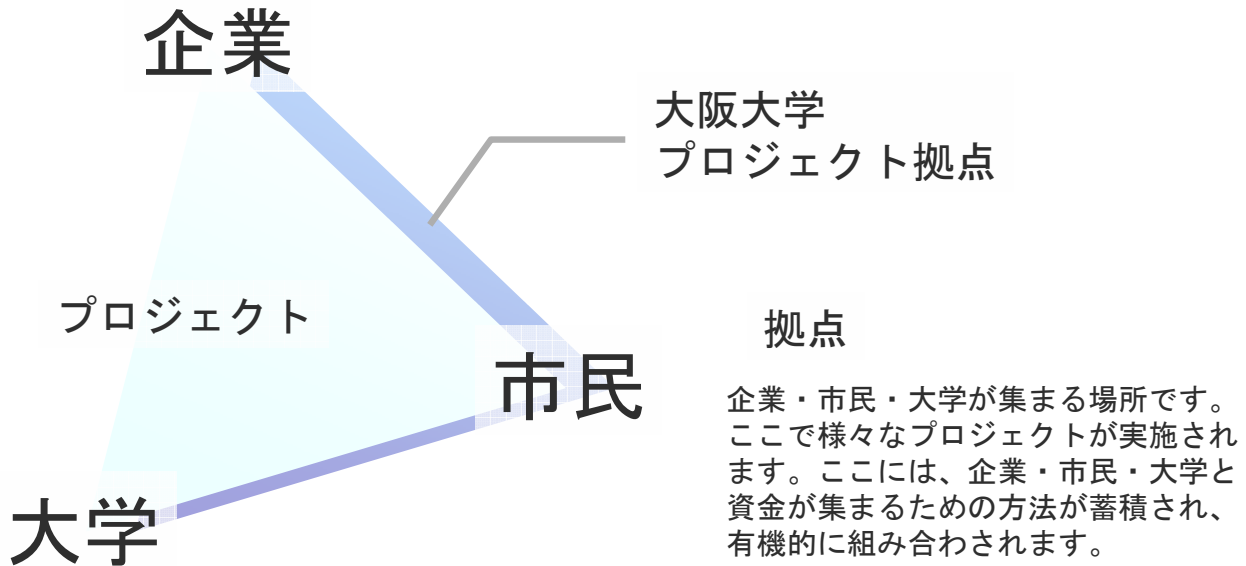 企業
大阪大学
プロジェクト拠点
プロジェクト
市民
大学
拠点
企業・市民・大学が集まる場所です。
ここで様々なプロジェクトが実施され
ます。ここには、企業・市民・大学と
資金が集まるための方法が蓄積され、
有機的に組み合わされます。